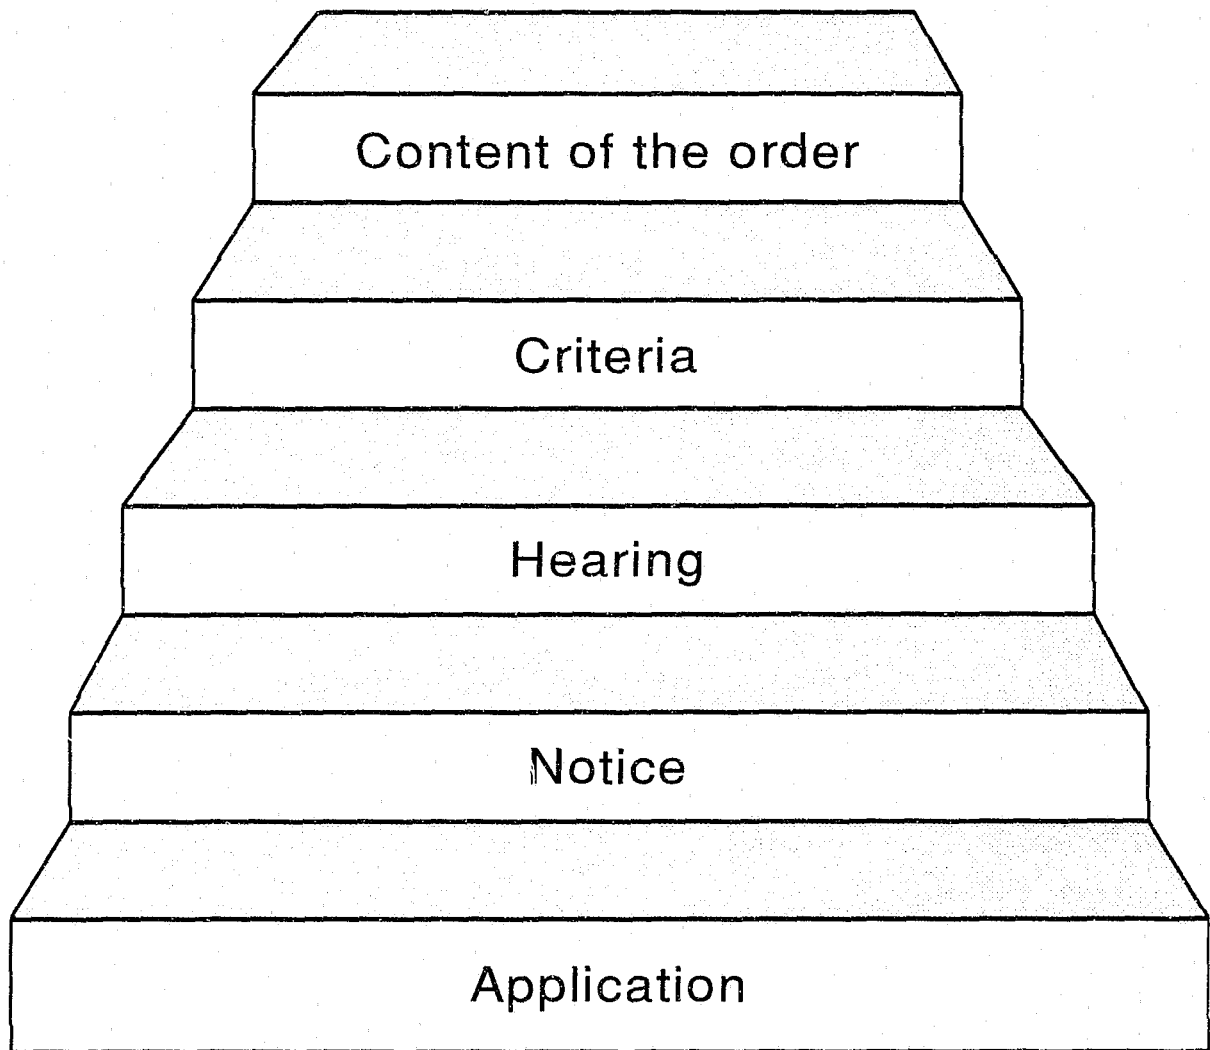 Content of the order
Criteria
Hearing
Notice
Application